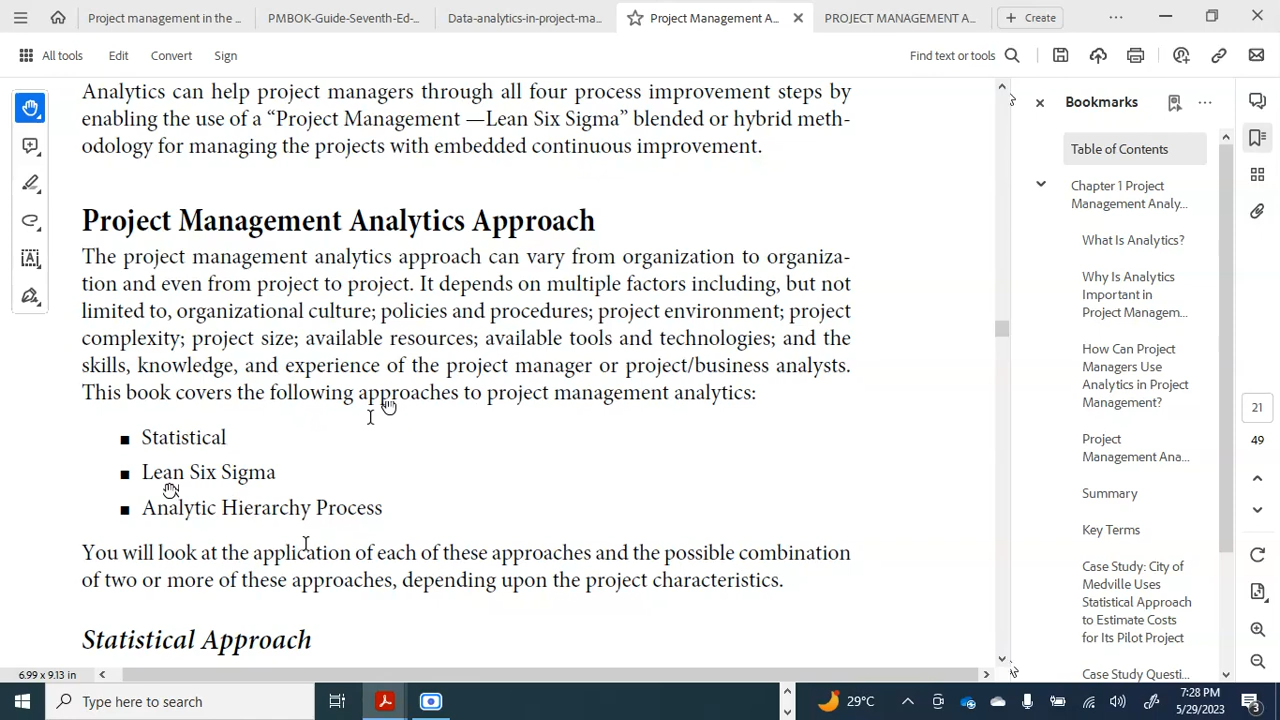 Project management in the ...
PMBOK-Guide-Seventh-Ed-...
Data-analytics-in-project-ma...
Project Management A...
PROJECT MANAGEMENT A...
Create
All tools
Edit
Convert
Sign
Find text or tools
Analytics can help project managers through all four process improvement steps by
enabling the use of a “Project Management —Lean Six Sigma” blended or hybrid meth-
odology for managing the projects with embedded continuous improvement.
Project Management Analytics Approach
The project management analytics approach can vary from organization to organiza-
tion and even from project to project. It depends on multiple factors including, but not
limited to, organizational culture; policies and procedures; project environment; project
complexity; project size; available resources; available tools and technologies; and the
skills, knowledge, and experience of the project manager or project/business analysts.
This book covers the following approaches to project management analytics:
■ Statistical
■ Lean Six Sigma
■ Analytic Hierarchy Process
You will look at the application of each of these approaches and the possible combination
of two or more of these approaches, depending upon the project characteristics.
Statistical Approach
Bookmarks
Table of Contents
Chapter 1 Project
Management Analy...
What Is Analytics?
Why Is Analytics
Important in
Project Managem...
How Can Project
Managers Use
Analytics in Project
Management?
Project
Management Ana...
Summary
Key Terms
Case Study: City of
Medville Uses
Statistical Approach
to Estimate Costs
for Its Pilot Project
Case Study Questi...
21
49
6.99 x 9.13 in
Type here to search
29°C
7:28 PM
5/29/2023
3